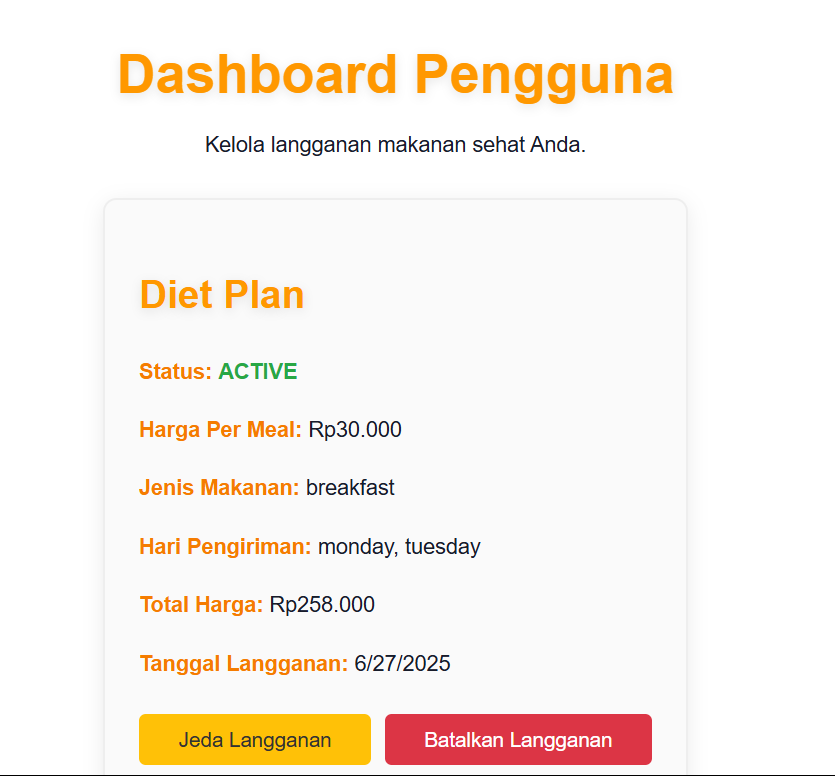 Dashboard Pengguna
Kelola langganan makanan sehat Anda.
Diet Plan
Status: ACTIVE
Harga Per Meal: Rp30.000
Jenis Makanan: breakfast
Hari Pengiriman: monday, tuesday
Total Harga: Rp258.000
Tanggal Langganan: 6/27/2025
Jeda Langganan
Batalkan Langganan